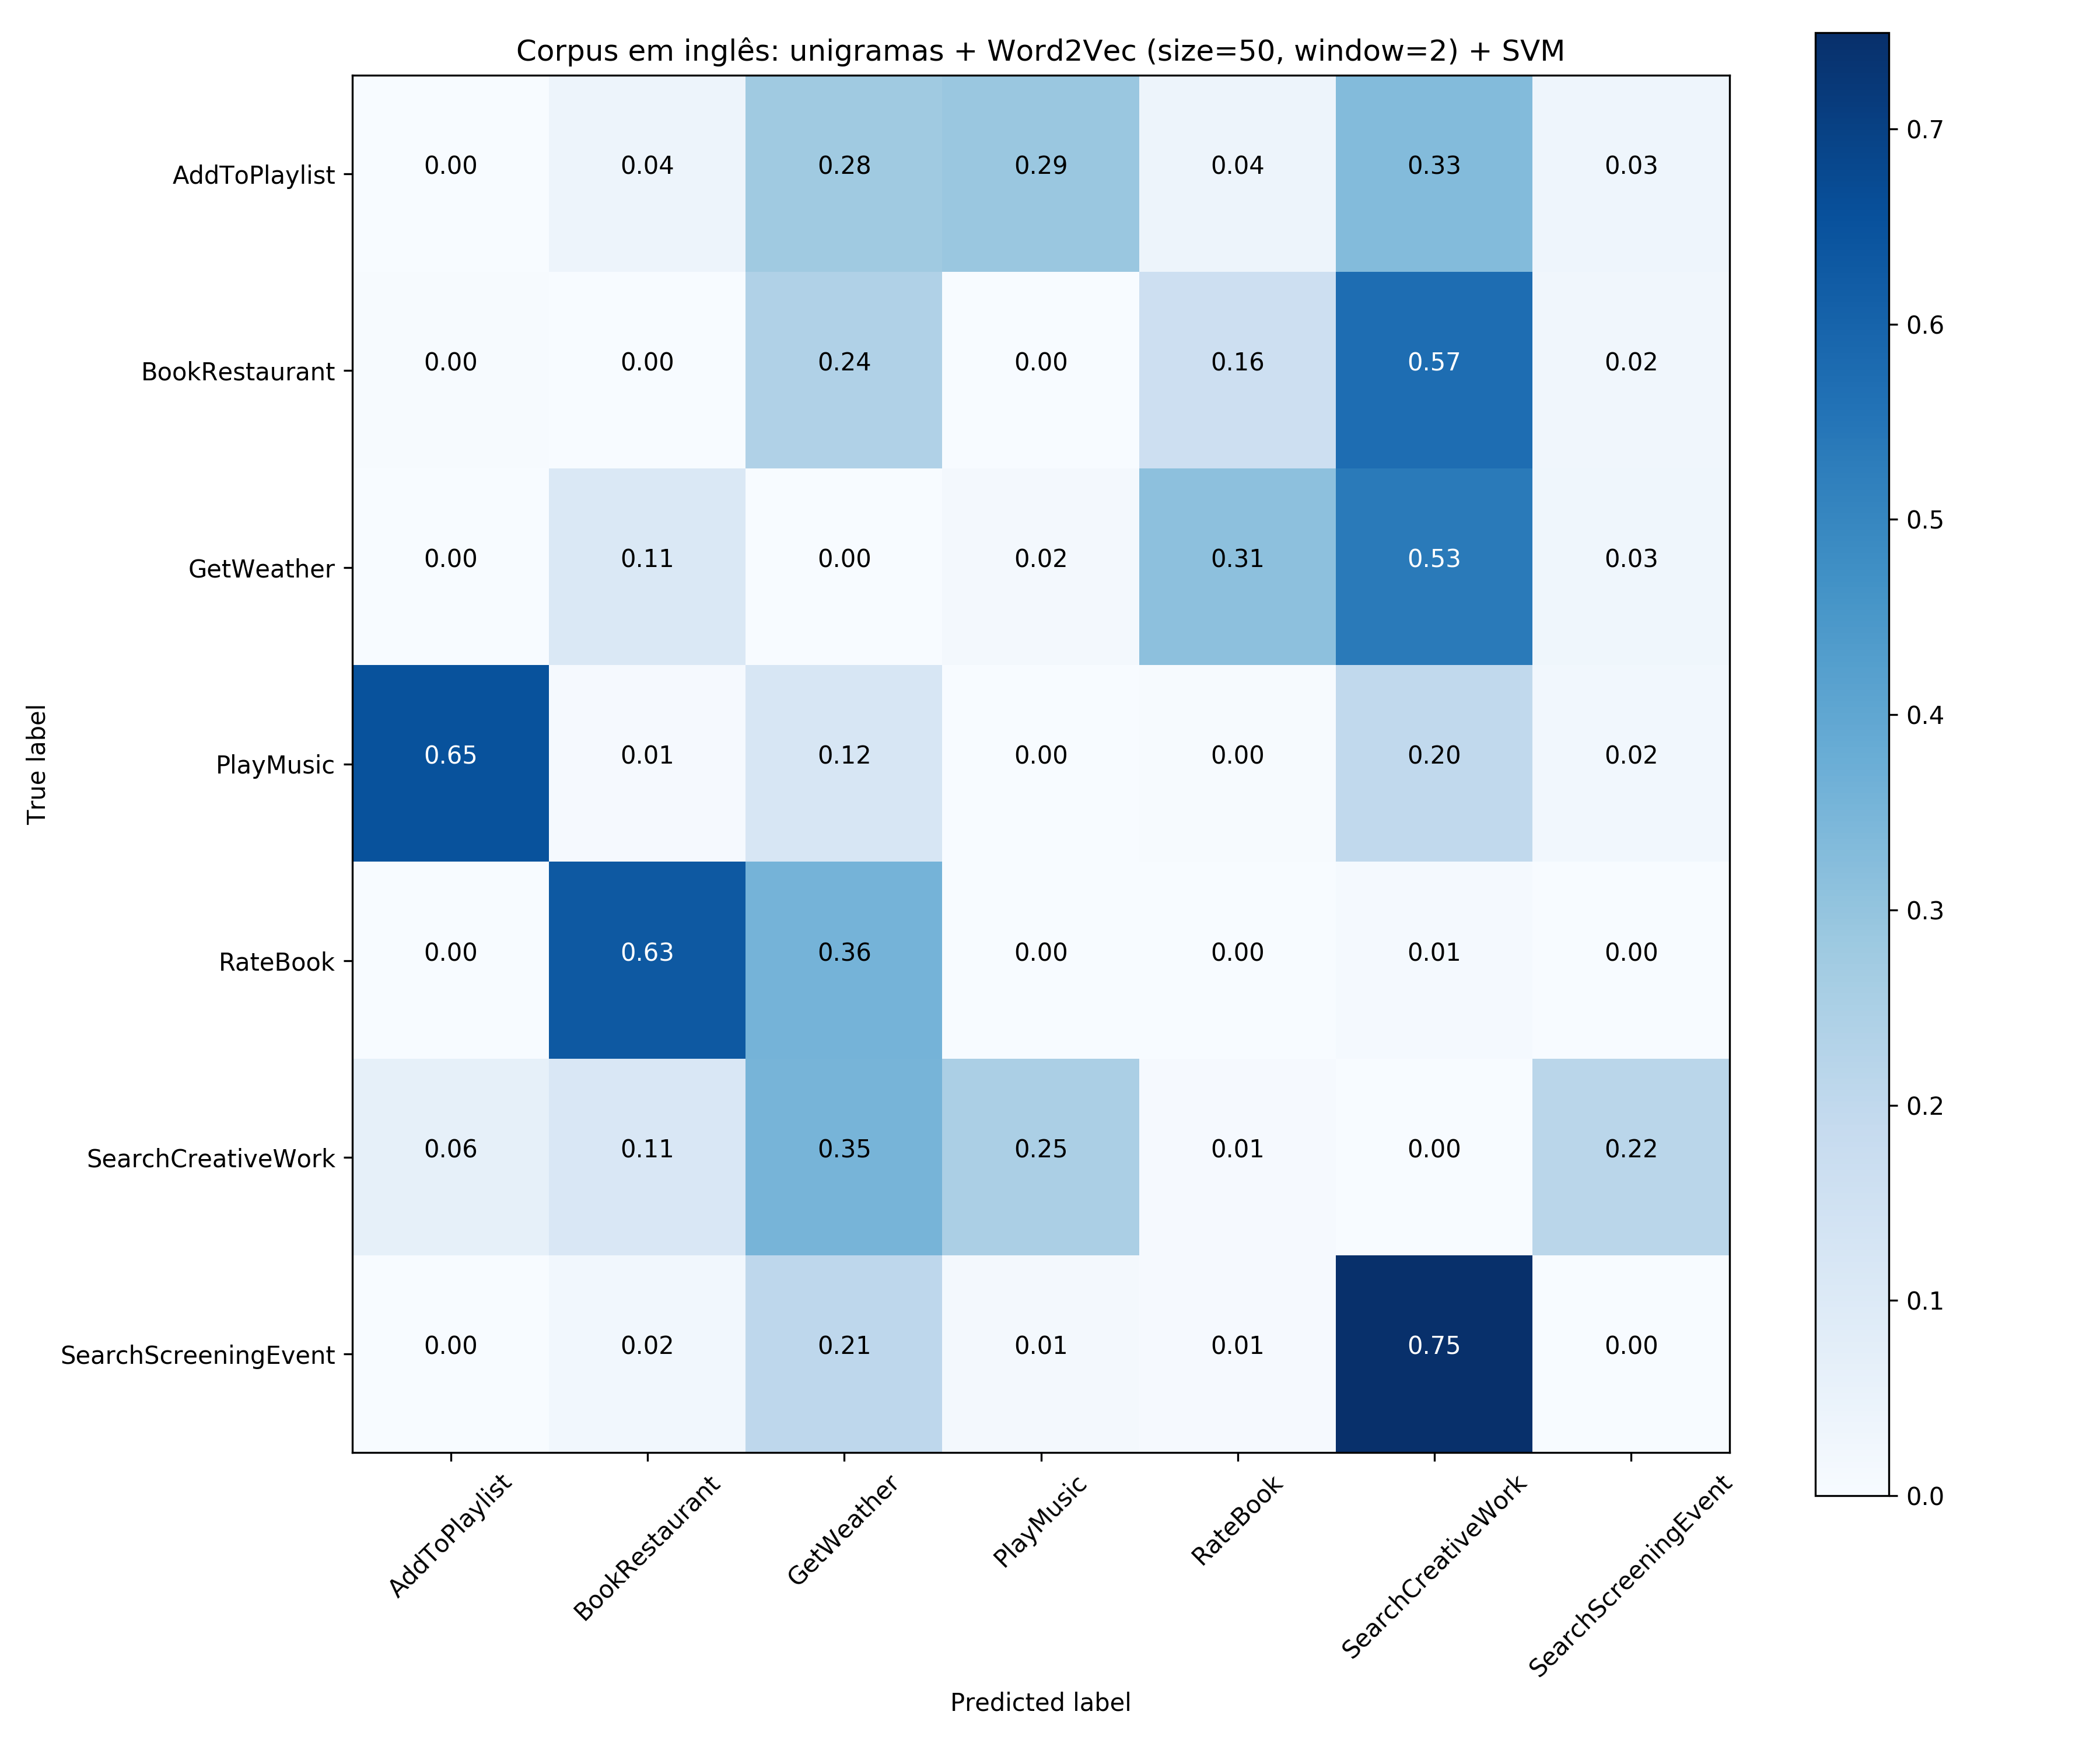 Corpus em inglês: unigramas + Word2Vec (size=50, window=2) + SVM
AddToPlaylist 0.00 0.04 0.28 0.29 0.04 0.33 0.03
BookRestaurant 0.00 0.00 0.24 0.00 0.16 0.57 0.02
GetWeather 0.00 0.11 0.00 0.02 0.31 0.53 0.03
PlayMusic 0.65 0.01 0.12 0.00 0.00 0.20 0.02
RateBook 0.00 0.63 0.36 0.00 0.00 0.01 0.00
SearchCreativeWork 0.06 0.11 0.35 0.25 0.01 0.00 0.22
SearchScreeningEvent 0.00 0.02 0.21 0.01 0.01 0.75 0.00
True label
AddToPlaylist
BookRestaurant
GetWeather
PlayMusic
RateBook
SearchCreativeWork
SearchScreeningEvent
Predicted label
0.7
0.6
0.5
0.4
0.3
0.2
0.1
0.0